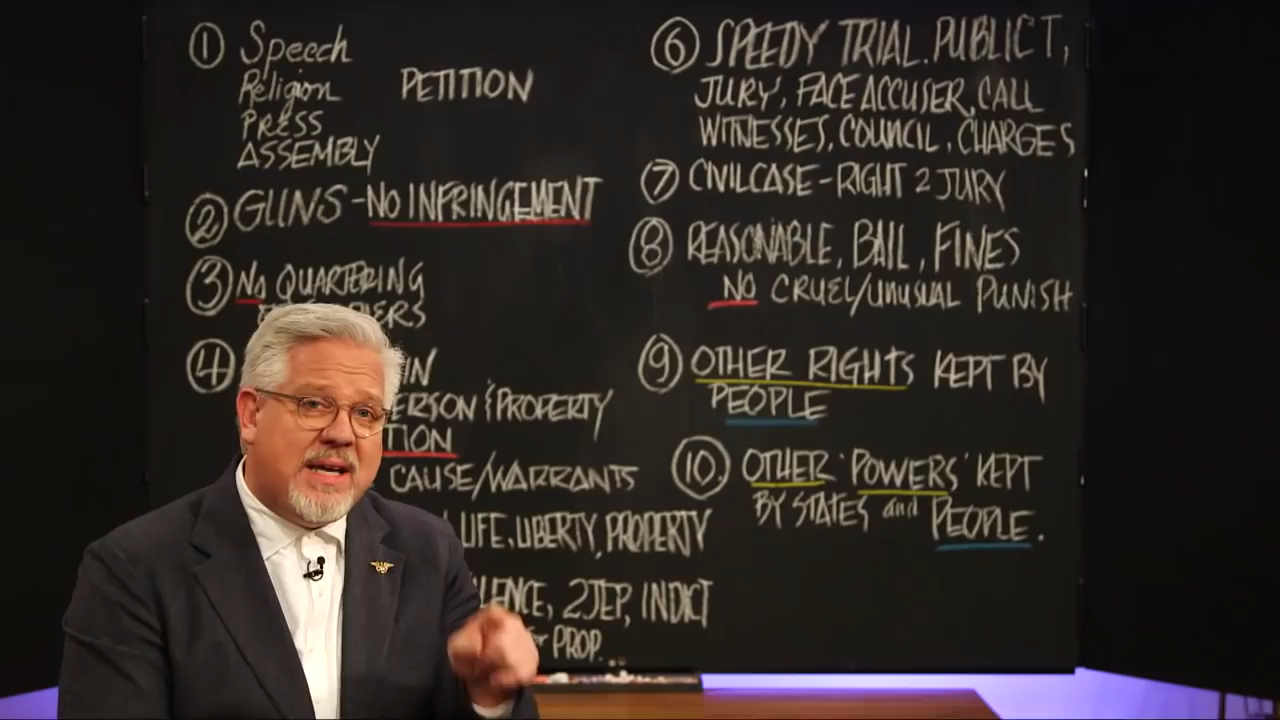 ① Speech
Religion
PRESS
ASSEMBLY
PETITION
② GUNS - NO INFRINGEMENT
③ No QUARTERING
④
ERSON & PROPERTY
TION
CAUSE/WARRANTS
LIFE, LIBERTY, PROPERTY
LENCE, 2JEP, INDICT
for PROP.
⑥ SPEEDY TRIAL. PUBLIC T,
JURY, FACE ACCUSER, CALL
WITNESSES, COUNCIL, CHARGES
⑦ CIVIL CASE - RIGHT 2 JURY
⑧ REASONABLE, BAIL, FINES
NO CRUEL/UNUSUAL PUNISH
⑨ OTHER RIGHTS KEPT BY
PEOPLE
⑩. OTHER 'POWERS' KEPT
BY STATES and PEOPLE.